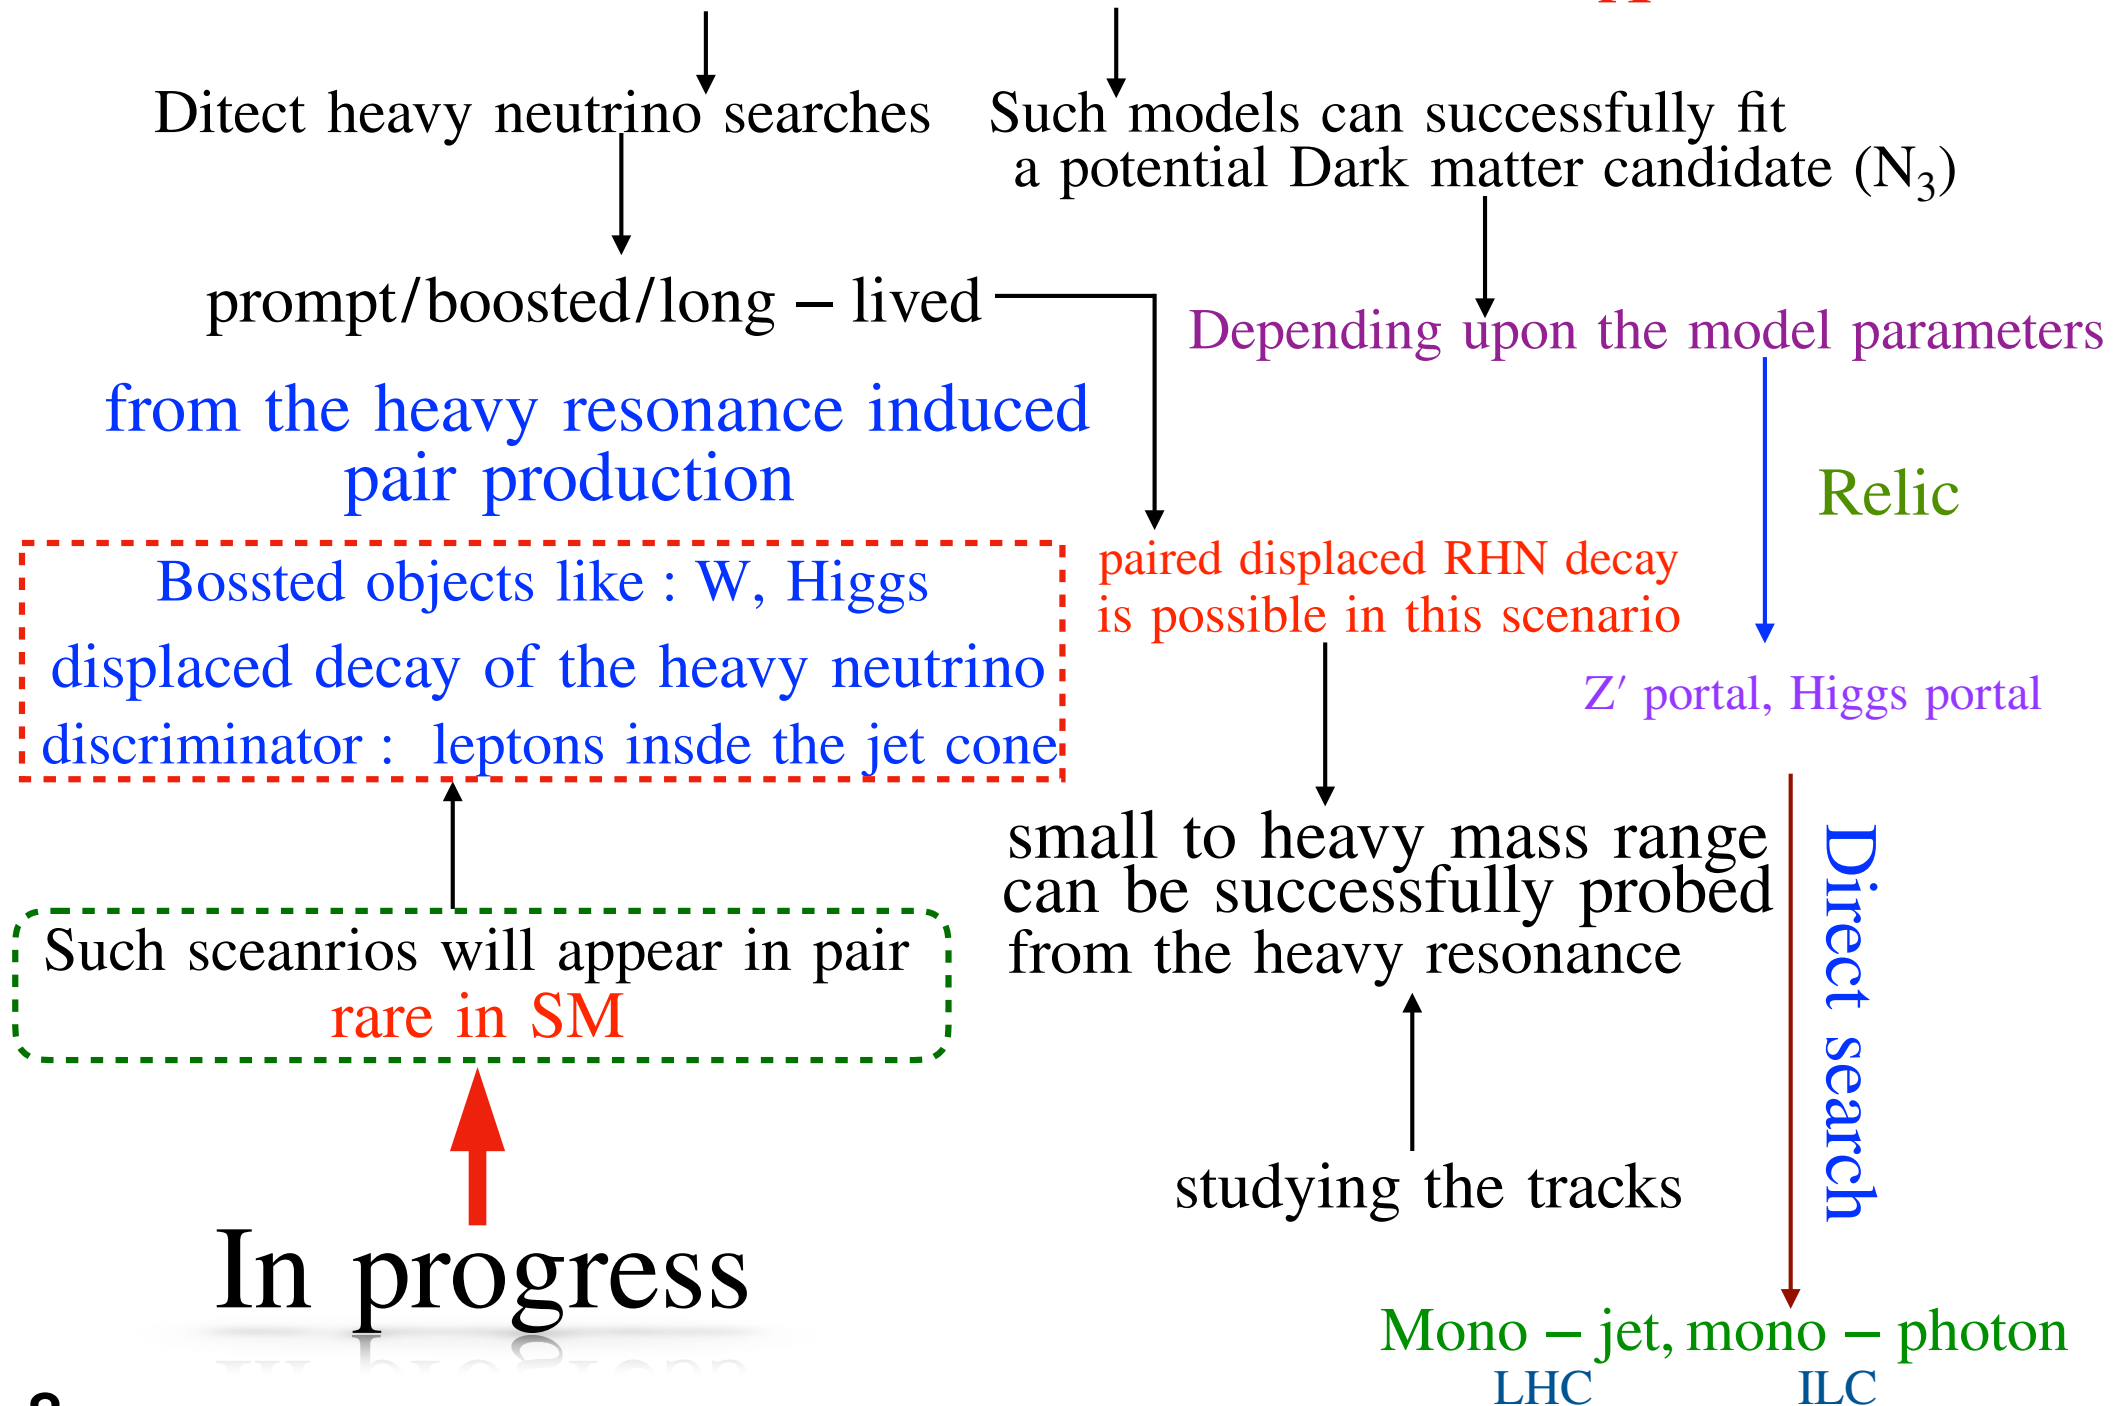 Ditect heavy neutrino searches
Such models can successfully fit
a potential Dark matter candidate (N₃)
prompt/boosted/long – lived
Depending upon the model parameters
from the heavy resonance induced
pair production
Relic
Bossted objects like : W, Higgs
displaced decay of the heavy neutrino
discriminator : leptons insde the jet cone
paired displaced RHN decay
is possible in this scenario
Z′ portal, Higgs portal
small to heavy mass range
can be successfully probed
from the heavy resonance
Direct search
Such sceanrios will appear in pair
rare in SM
studying the tracks
In progress
Mono – jet, mono – photon
LHC
ILC